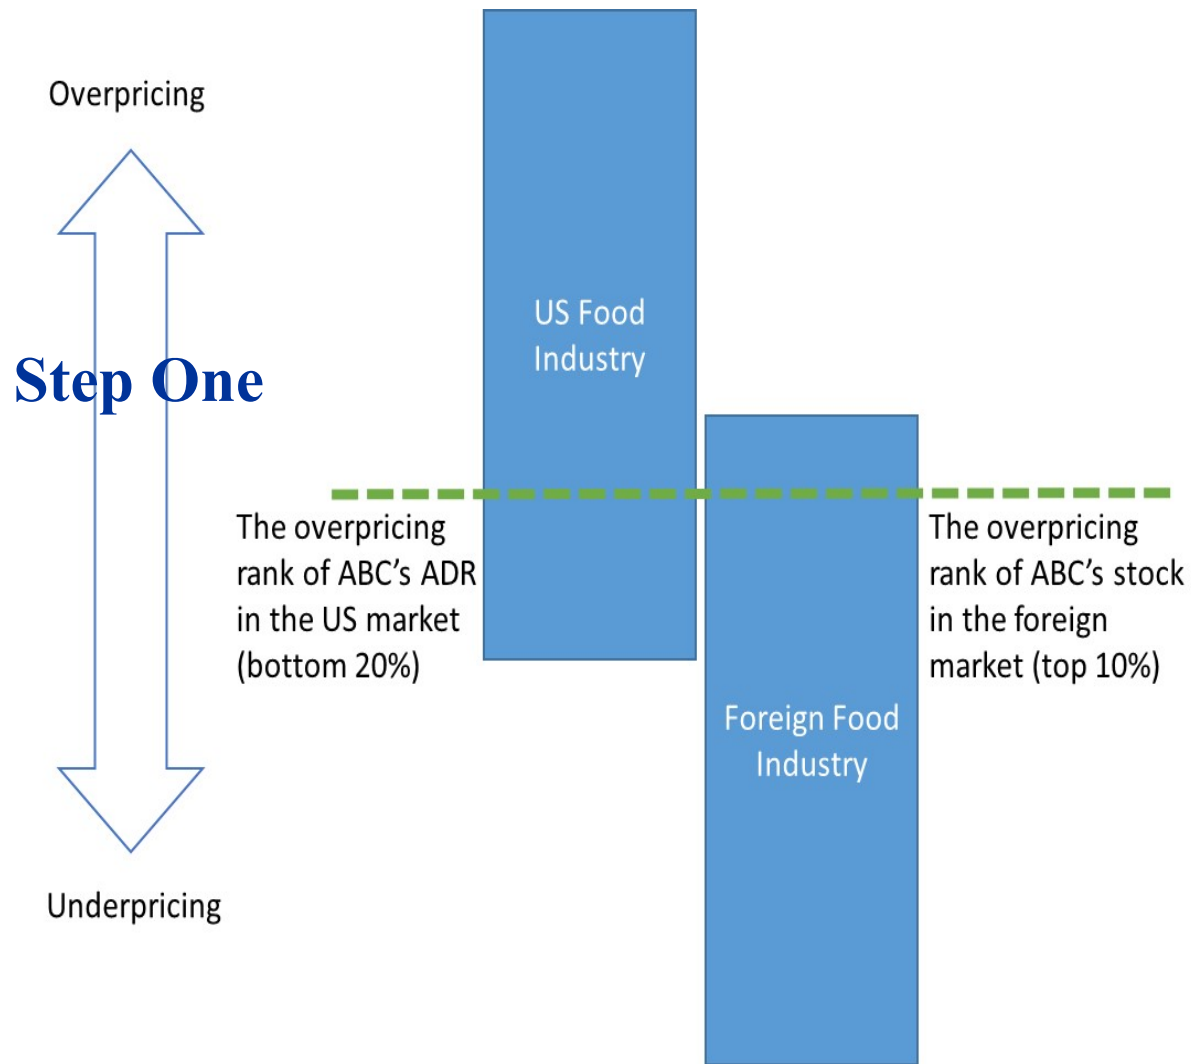 Overpricing
US Food
Industry
Step One
The overpricing
rank of ABC’s ADR
in the US market
(bottom 20%)
The overpricing
rank of ABC’s stock
in the foreign
market (top 10%)
Foreign Food
Industry
Underpricing